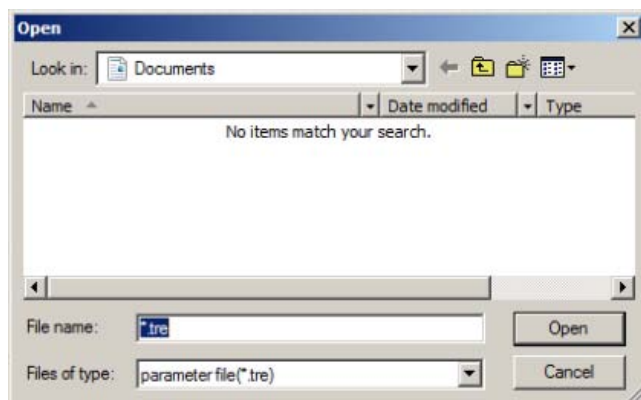 Open
Look in: Documents
Name Date modified Type
No items match your search.
File name: *.tre Open
Files of type: parameter file(*.tre) Cancel